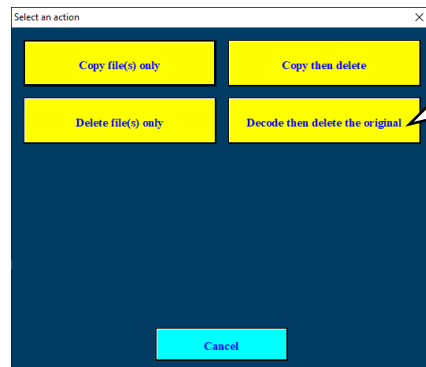 Select an action
Copy file(s) only
Copy then delete
Delete file(s) only
Decode then delete the original
Cancel